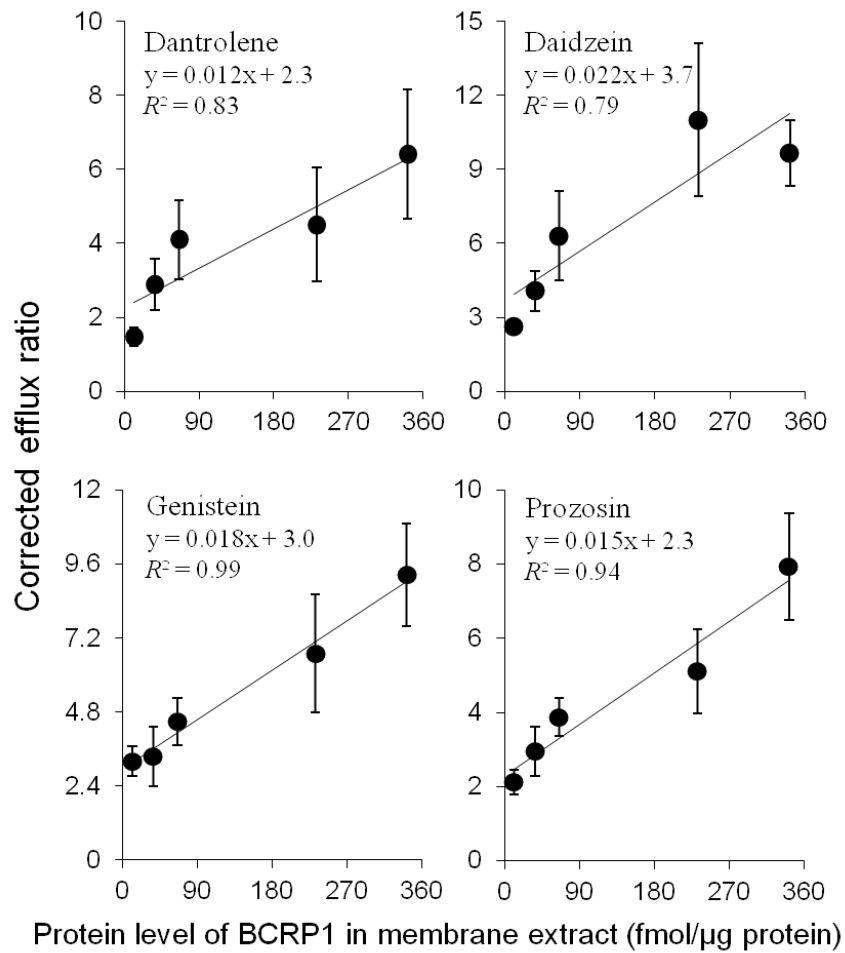 Corrected efflux ratio
10
8
6
4
2
0
Dantrolene
y = 0.012x + 2.3
R² = 0.83
0 90 180 270 360
15
12
9
6
3
0
Daidzein
y = 0.022x + 3.7
R² = 0.79
0 90 180 270 360
12
9.6
7.2
4.8
2.4
0
Genistein
y = 0.018x + 3.0
R² = 0.99
0 90 180 270 360
10
8
6
4
2
0
Prozosin
y = 0.015x + 2.3
R² = 0.94
0 90 180 270 360
Protein level of BCRP1 in membrane extract (fmol/µg protein)